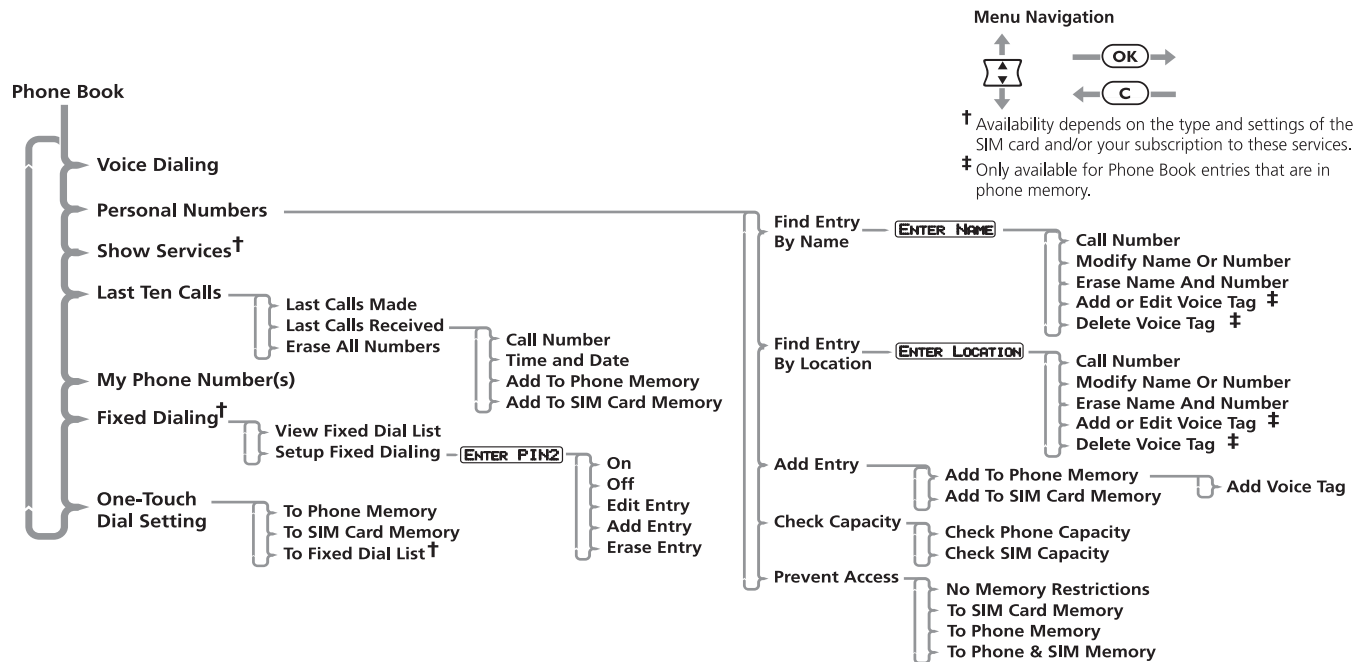 Menu Navigation
OK
C
† Availability depends on the type and settings of the
SIM card and/or your subscription to these services.
‡ Only available for Phone Book entries that are in
phone memory.
Phone Book
Voice Dialing
Personal Numbers
Show Services†
Last Ten Calls
Last Calls Made
Last Calls Received
Erase All Numbers
Call Number
Time and Date
Add To Phone Memory
Add To SIM Card Memory
My Phone Number(s)
Fixed Dialing†
View Fixed Dial List
Setup Fixed Dialing
ENTER PIN2
On
Off
Edit Entry
Add Entry
Erase Entry
One-Touch
Dial Setting
To Phone Memory
To SIM Card Memory
To Fixed Dial List†
Find Entry
By Name
ENTER NAME
Call Number
Modify Name Or Number
Erase Name And Number
Add or Edit Voice Tag ‡
Delete Voice Tag ‡
Find Entry
By Location
ENTER LOCATION
Call Number
Modify Name Or Number
Erase Name And Number
Add or Edit Voice Tag ‡
Delete Voice Tag ‡
Add Entry
Add To Phone Memory
Add To SIM Card Memory
Add Voice Tag
Check Capacity
Check Phone Capacity
Check SIM Capacity
Prevent Access
No Memory Restrictions
To SIM Card Memory
To Phone Memory
To Phone & SIM Memory